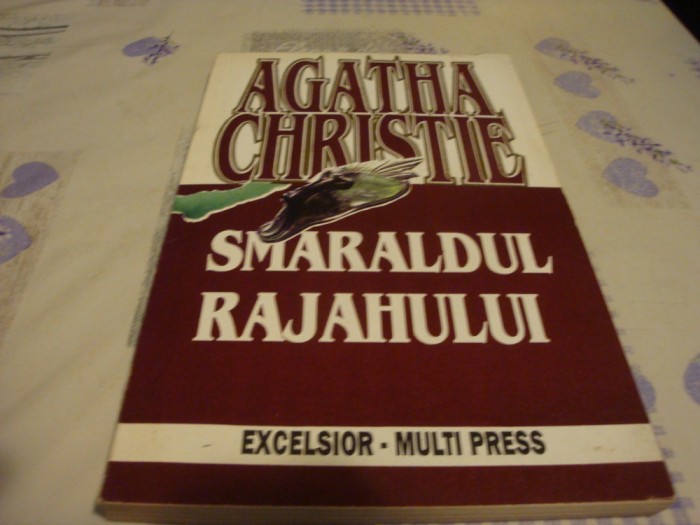 AGATHA
CHRISTIE
SMARALDUL
RAJAHULUI
EXCELSIOR - MULTI PRESS